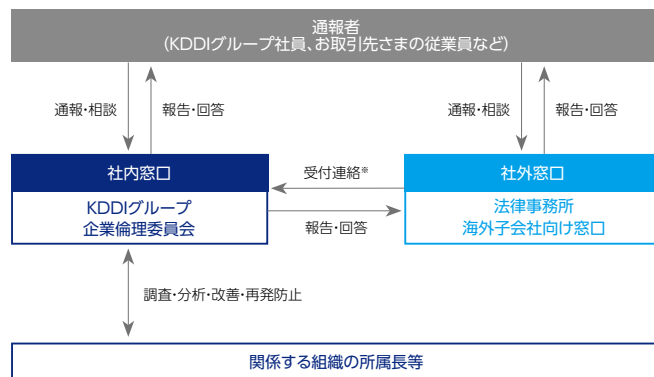 通報者
(KDDIグループ社員、お取引先さまの従業員など)
通報・相談
報告・回答
通報・相談
報告・回答
社内窓口
受付連絡※
社外窓口
KDDIグループ
企業倫理委員会
報告・回答
法律事務所
海外子会社向け窓口
調査・分析・改善・再発防止
関係する組織の所属長等